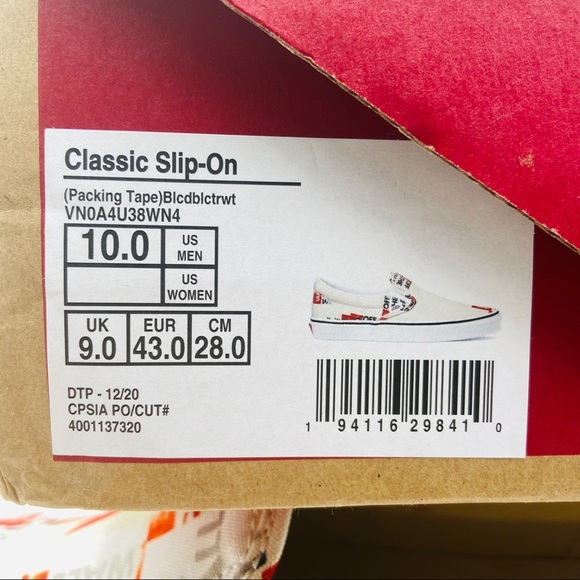 Classic Slip-On
(Packing Tape)Blcdblctrwt
VN0A4U38WN4
10.0 US MEN
US WOMEN
UK EUR CM
9.0 43.0 28.0
OFF
DTP - 12/20
CPSIA PO/CUT#
4001137320
1 94116 29841 0